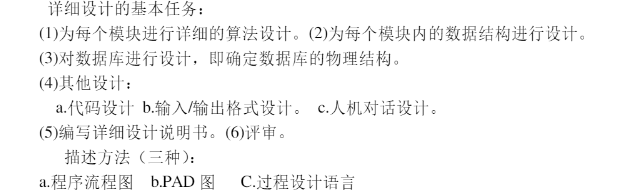 详细设计的基本任务：
(1)为每个模块进行详细的算法设计。(2)为每个模块内的数据结构进行设计。
(3)对数据库进行设计，即确定数据库的物理结构。
(4)其他设计：
a.代码设计 b.输入/输出格式设计。 c.人机对话设计。
(5)编写详细设计说明书。(6)评审。
描述方法（三种）：
a.程序流程图 b.PAD 图 C.过程设计语言